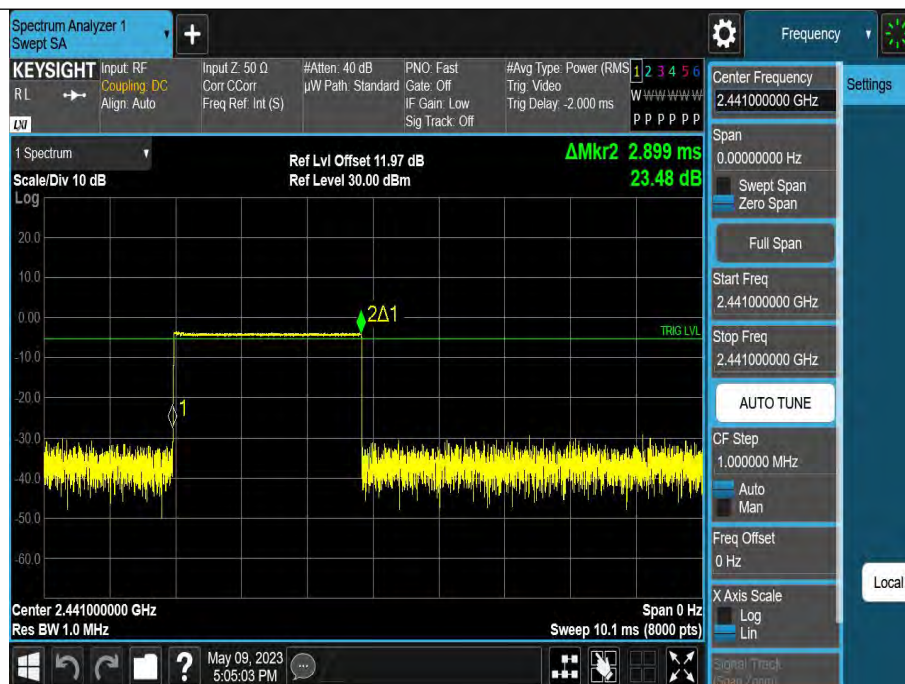 Spectrum Analyzer 1
Swept SA
+
Frequency
KEYSIGHT
RL
LXI
Input: RF
Coupling: DC
Align: Auto
Input Z: 50 Ω
Corr CCorr
Freq Ref: Int (S)
#Atten: 40 dB
µW Path: Standard
PNO: Fast
Gate: Off
IF Gain: Low
Sig Track: Off
#Avg Type: Power (RMS
Trig: Video
Trig Delay: -2.000 ms
1 2 3 4 5 6
W W W W W W
P P P P P P
Center Frequency
2.441000000 GHz
Settings
1 Spectrum
Scale/Div 10 dB
Ref Lvl Offset 11.97 dB
Ref Level 30.00 dBm
ΔMkr2 2.899 ms
23.48 dB
Span
0.00000000 Hz
Swept Span
Zero Span
Full Span
Start Freq
2.441000000 GHz
Stop Freq
2.441000000 GHz
AUTO TUNE
CF Step
1.000000 MHz
Auto
Man
Freq Offset
0 Hz
X Axis Scale
Log
Lin
Signal Track
(Span Zoom)
Local
Log
20.0
10.0
0.00
-10.0
-20.0
-30.0
-40.0
-50.0
-60.0
2Δ1
TRIG LVL
1
Center 2.441000000 GHz
Res BW 1.0 MHz
Span 0 Hz
Sweep 10.1 ms (8000 pts)
?
May 09, 2023
5:05:03 PM